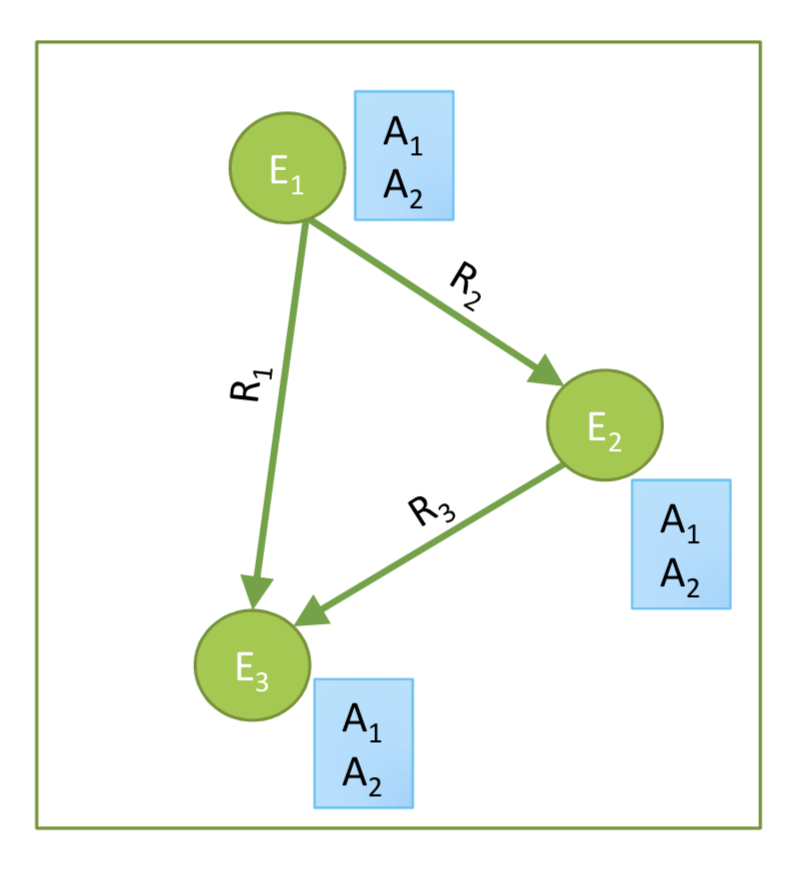 E₁
A₁
A₂
R₂
R₁
E₂
R₃
A₁
A₂
E₃
A₁
A₂